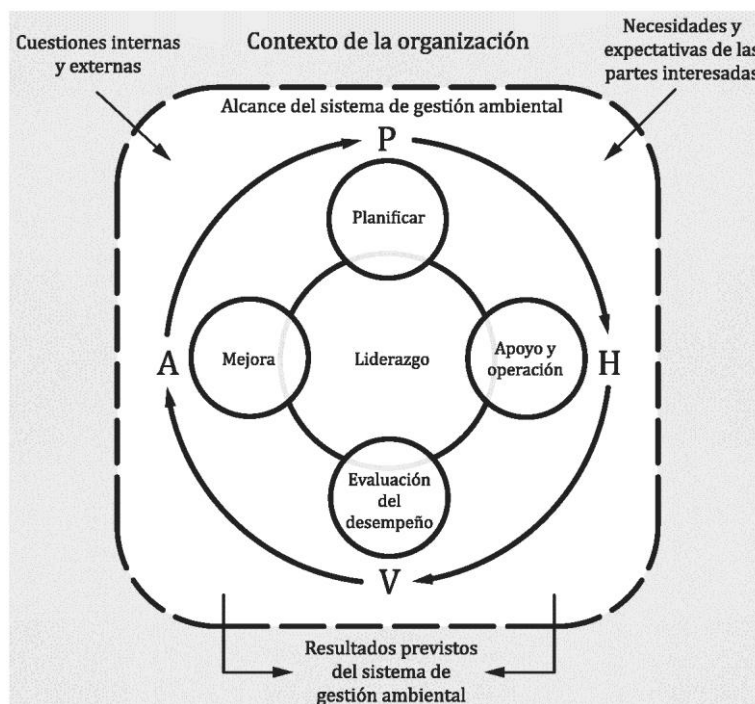 Cuestiones internas
y externas
Contexto de la organización
Necesidades y
expectativas de las
partes interesadas
Alcance del sistema de gestión ambiental
P
Planificar
A
Mejora
Liderazgo
Apoyo y
operación
H
Evaluación
del
desempeño
V
Resultados previstos
del sistema de
gestión ambiental